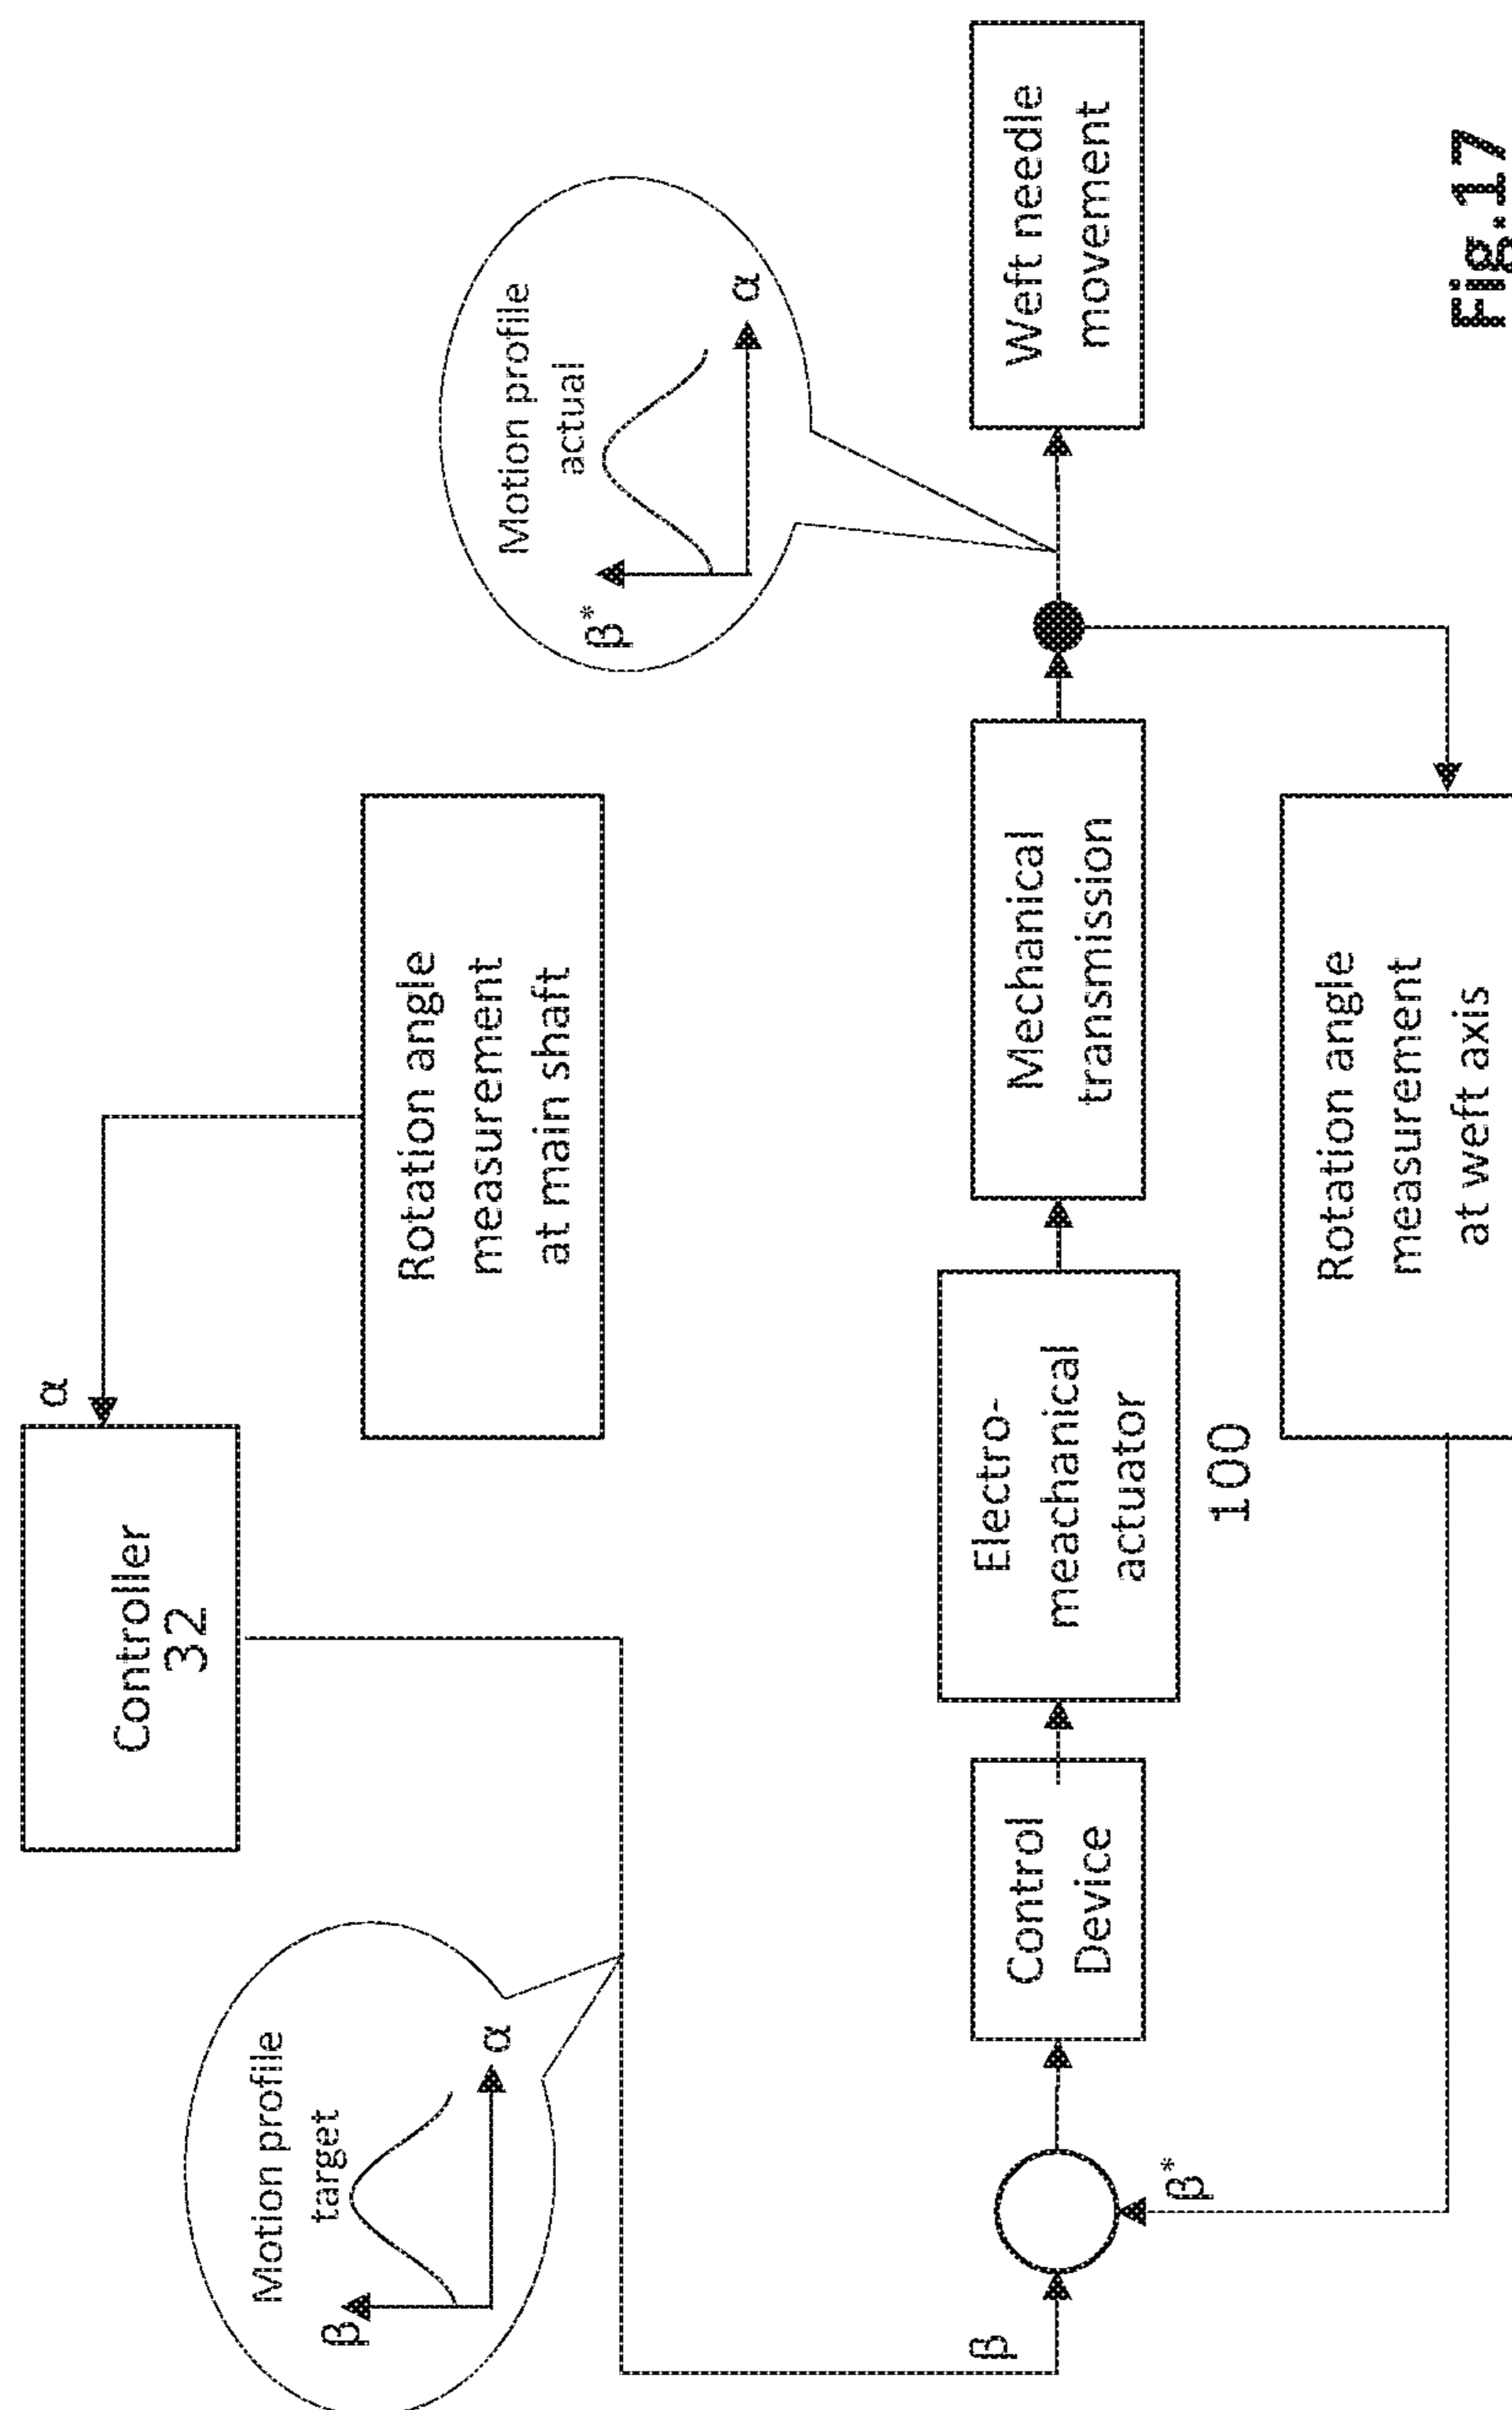 Controller
32
α
Rotation angle
measurement
at main shaft
Motion profile
target
β
α
Motion profile
actual
β*
α
β
β*
Control
Device
Electro-
meachanical
actuator
100
Mechanical
transmission
Weft needle
movement
Rotation angle
measurement
at weft axis
Fig.17